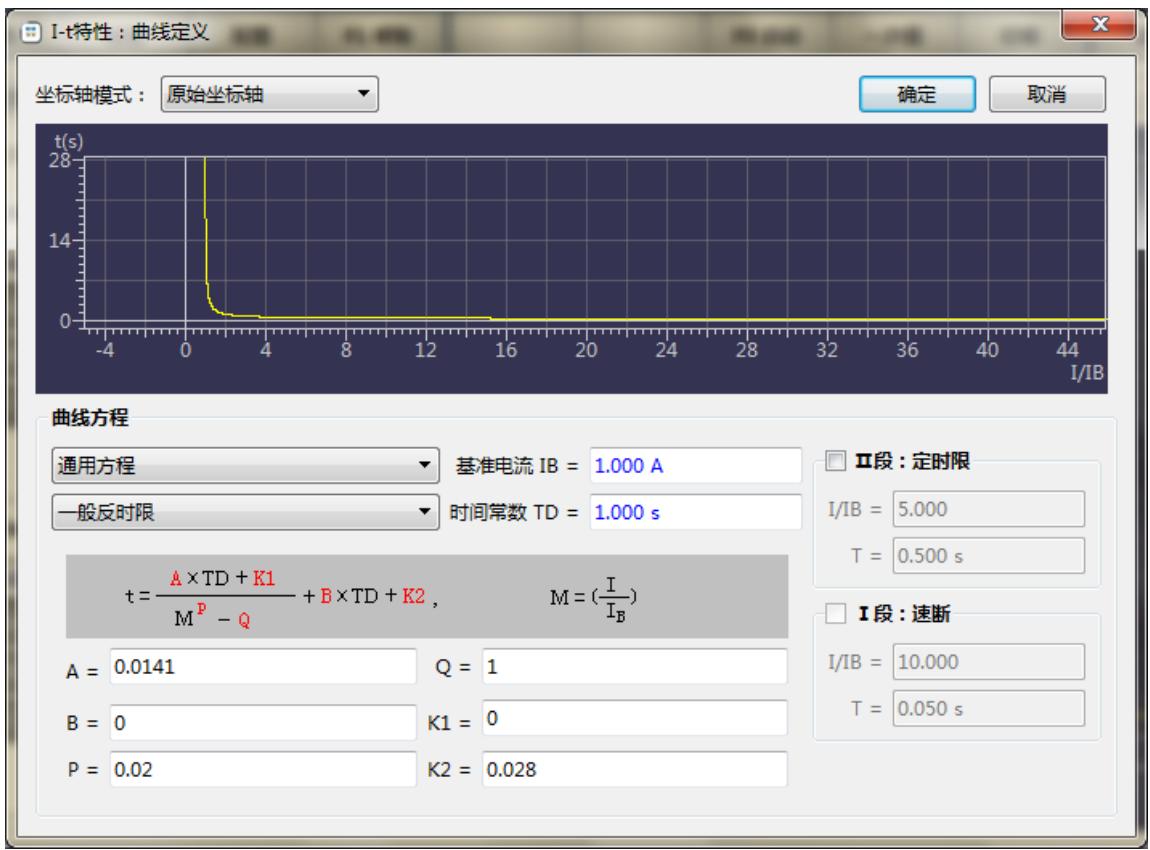 I-t特性：曲线定义
坐标轴模式： 原始坐标轴 确定 取消
t(s)
28
14
0
-4 0 4 8 12 16 20 24 28 32 36 40 44
I/IB
曲线方程
通用方程 基准电流 IB = 1.000 A
一般反时限 时间常数 TD = 1.000 s
t = (A×TD + K1) / (M^P - Q) + B×TD + K2 , M = (I / I_B)
A = 0.0141 Q = 1
B = 0 K1 = 0
P = 0.02 K2 = 0.028
II段：定时限
I/IB = 5.000
T = 0.500 s
I段：速断
I/IB = 10.000
T = 0.050 s